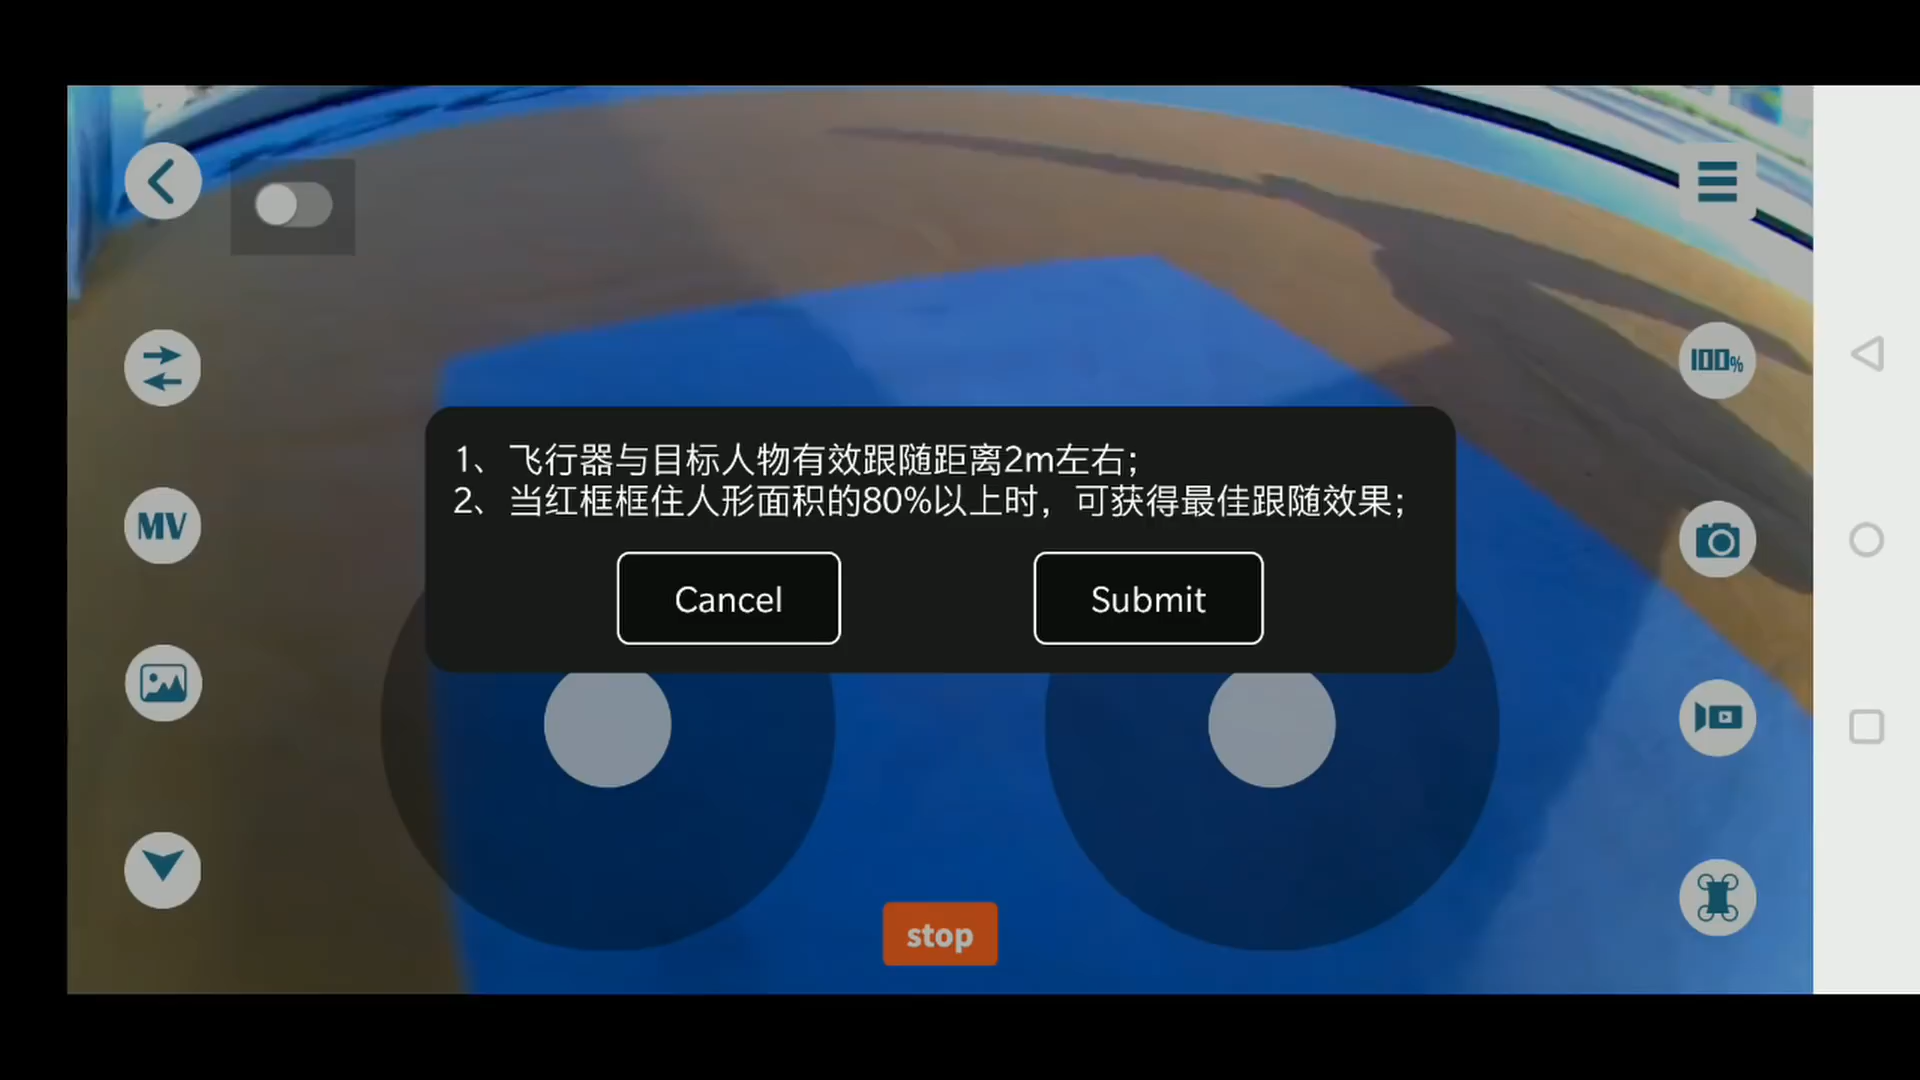 100%
1、飞行器与目标人物有效跟随距离2m左右；
2、当红框框住人形面积的80%以上时，可获得最佳跟随效果；
MV
Cancel
Submit
stop